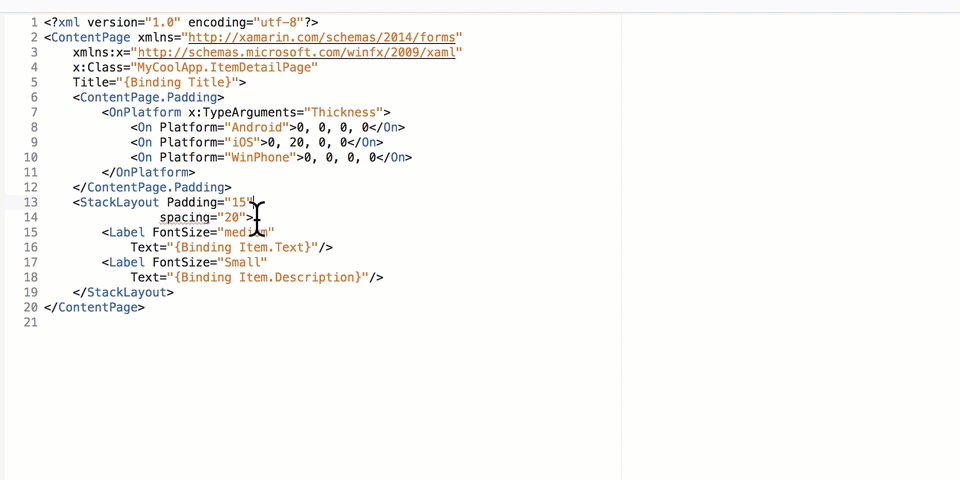 1 <?xml version="1.0" encoding="utf-8"?>
2 <ContentPage xmlns="http://xamarin.com/schemas/2014/forms"
3 xmlns:x="http://schemas.microsoft.com/winfx/2009/xaml
4 x:Class="MyCoolApp.ItemDetailPage"
5 Title="{Binding Title}">
6 <ContentPage.Padding>
7 <OnPlatform x:TypeArguments="Thickness">
8 <On Platform="Android">0, 0, 0, 0</On>
9 <On Platform="iOS">0, 20, 0, 0</On>
10 <On Platform="WinPhone">0, 0, 0, 0</On>
11 </OnPlatform>
12 </ContentPage.Padding>
13 <StackLayout Padding="15"
14 spacing="20">
15 <Label FontSize="medium"
16 Text="{Binding Item.Text}"/>
17 <Label FontSize="Small"
18 Text="{Binding Item.Description}"/>
19 </StackLayout>
20 </ContentPage>
21